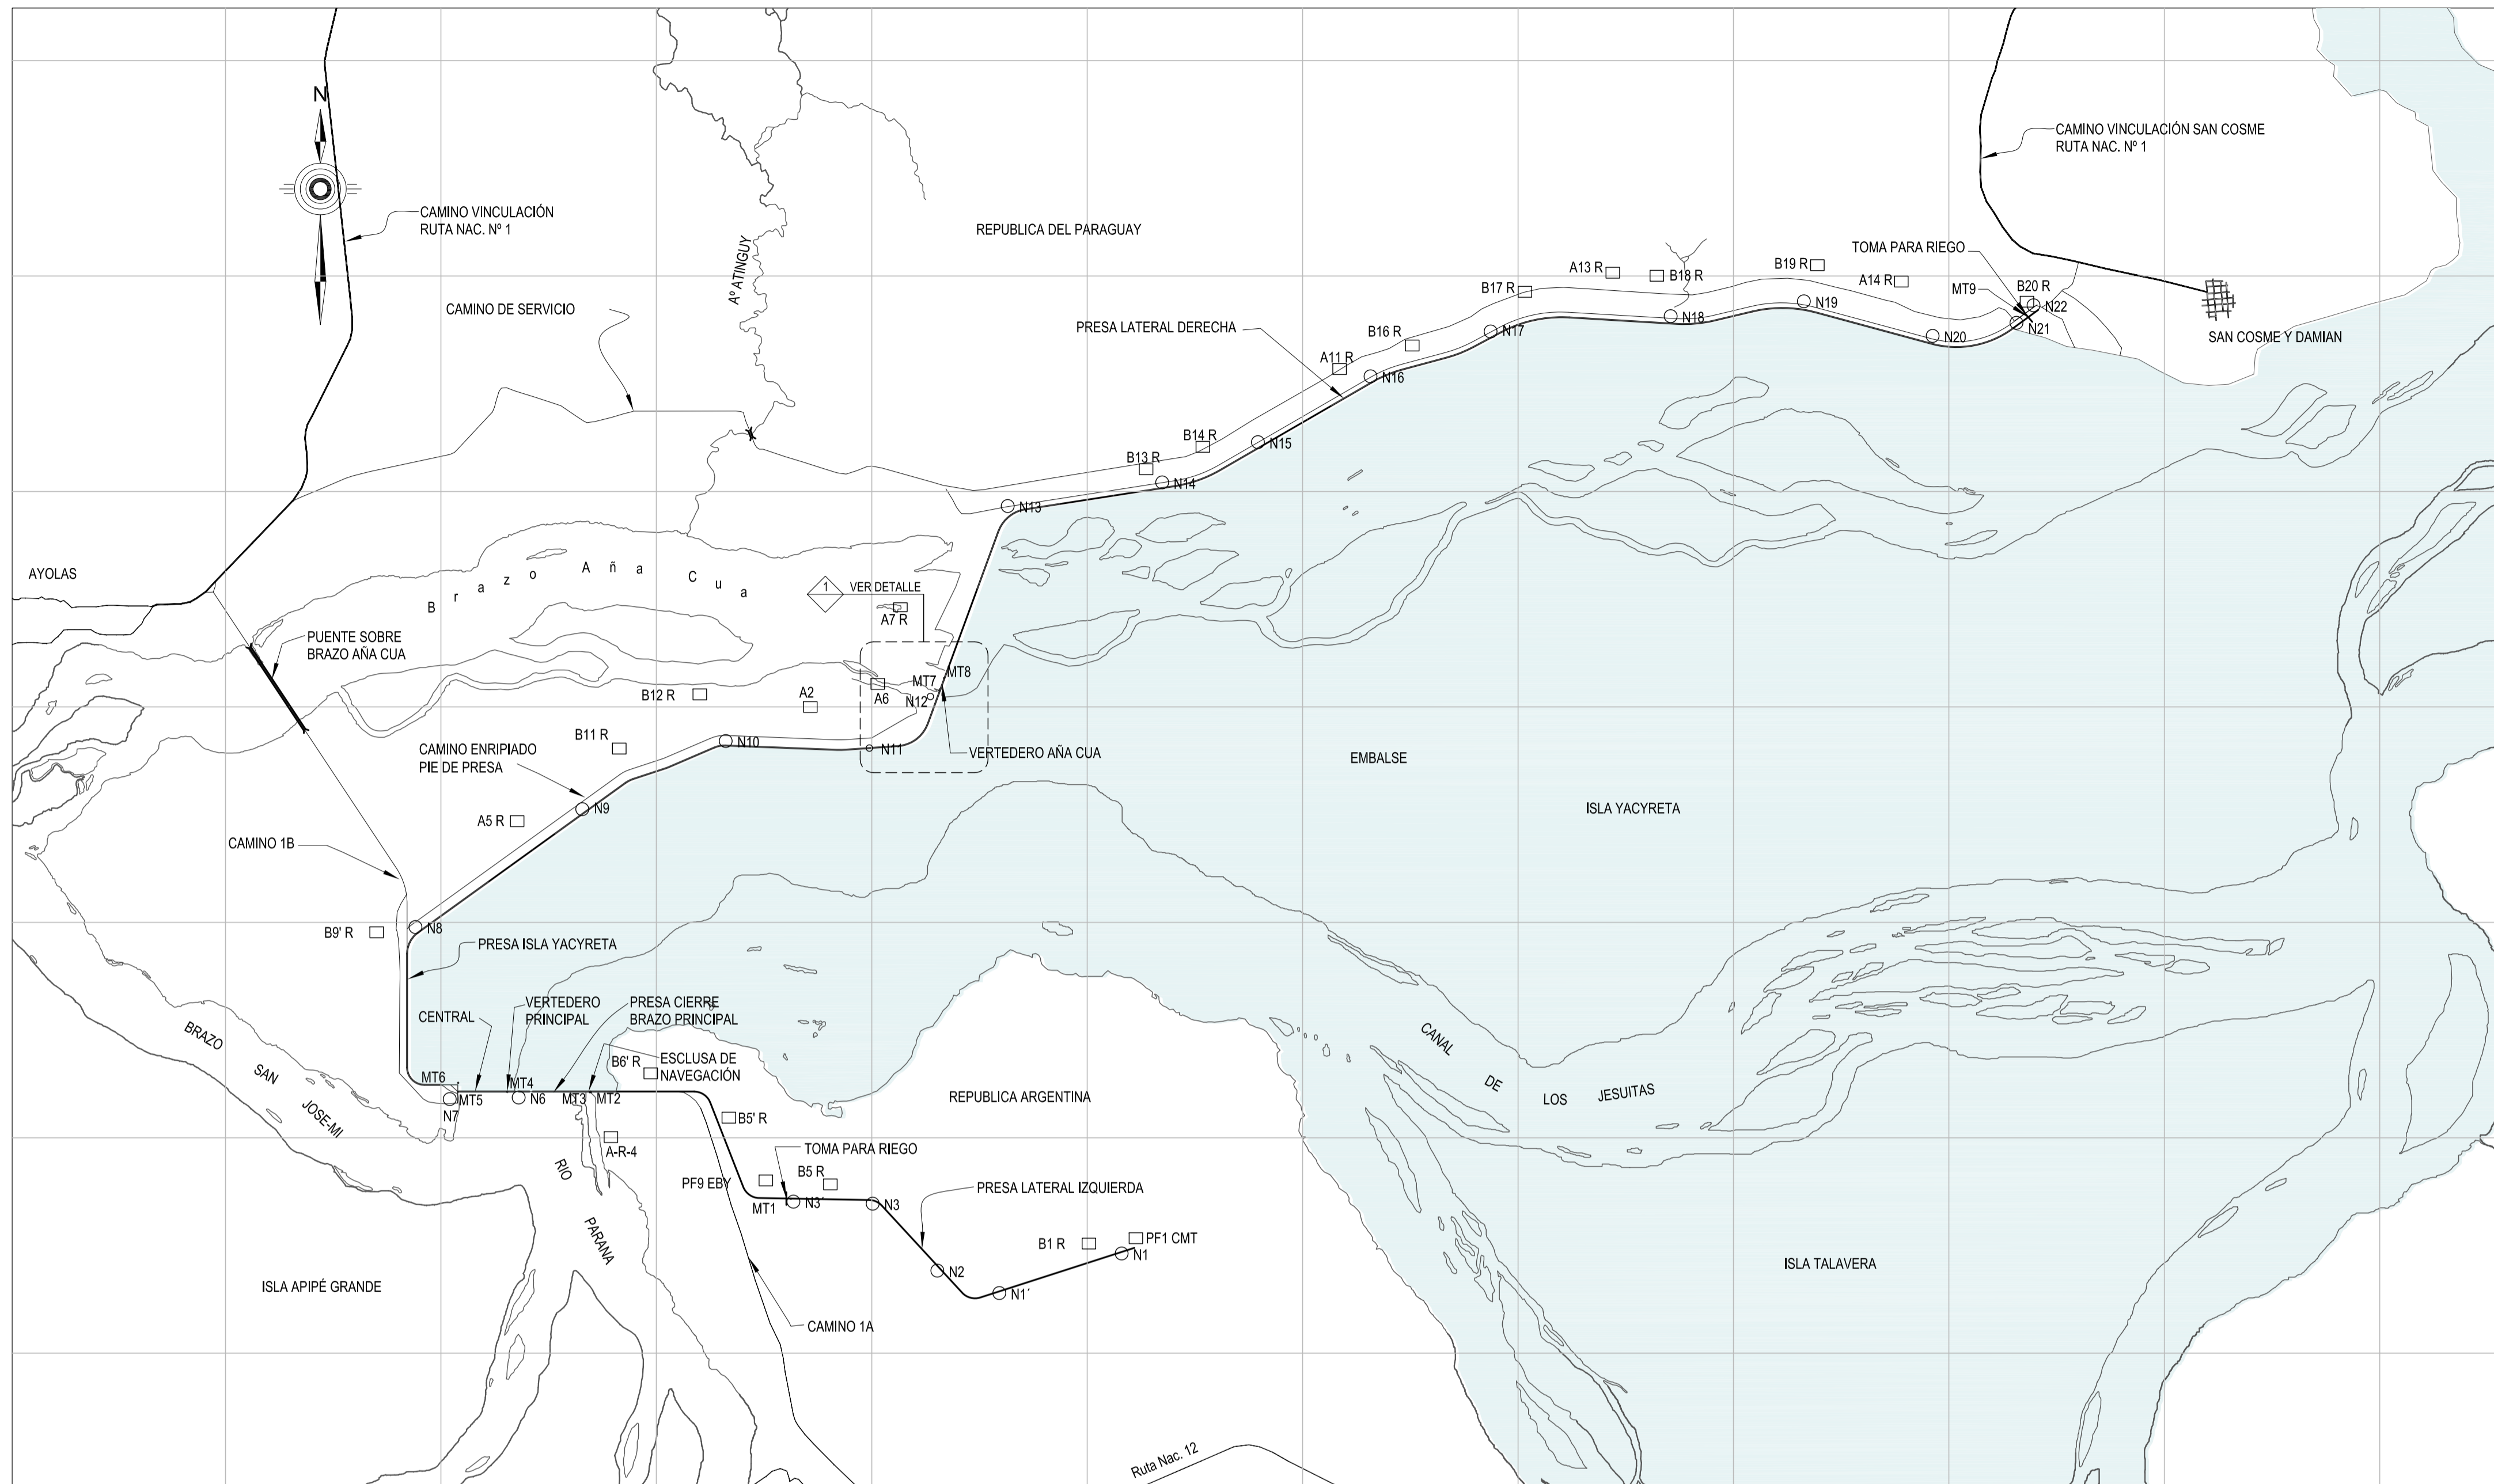 N
CAMINO VINCULACIÓN
RUTA NAC. Nº 1
CAMINO VINCULACIÓN SAN COSME
RUTA NAC. Nº 1
REPUBLICA DEL PARAGUAY
Aº ATINGUY
CAMINO DE SERVICIO
TOMA PARA RIEGO
A13 R
B18 R
B19 R
A14 R
MT9
B20 R
N22
B17 R
N19
N18
N21
N20
SAN COSME Y DAMIAN
PRESA LATERAL DERECHA
B16 R
N17
A11 R
N16
B14 R
N15
B13 R
N14
N13
AYOLAS
Brazo Aña Cua
1
VER DETALLE
A7 R
PUENTE SOBRE
BRAZO AÑA CUA
MT8
MT7
B12 R
A2
A6
N12
B11 R
N10
N11
CAMINO ENRIPIADO
PIE DE PRESA
VERTEDERO AÑA CUA
EMBALSE
ISLA YACYRETA
N9
A5 R
CAMINO 1B
B9' R
N8
PRESA ISLA YACYRETA
VERTEDERO
PRINCIPAL
PRESA CIERRE
BRAZO PRINCIPAL
CENTRAL
BRAZO
SAN
JOSE-MI
B6' R
ESCLUSA DE
NAVEGACIÓN
CANAL
DE
LOS
JESUITAS
MT6
MT4
MT5
N6
MT3
MT2
N7
REPUBLICA ARGENTINA
B5' R
A-R-4
TOMA PARA RIEGO
RIO
PARANA
PF9 EBY
B5 R
PRESA LATERAL IZQUIERDA
MT1
N3´
N3
B1 R
PF1 CMT
N1
N2
N1´
ISLA APIPÉ GRANDE
ISLA TALAVERA
CAMINO 1A
Ruta Nac. 12